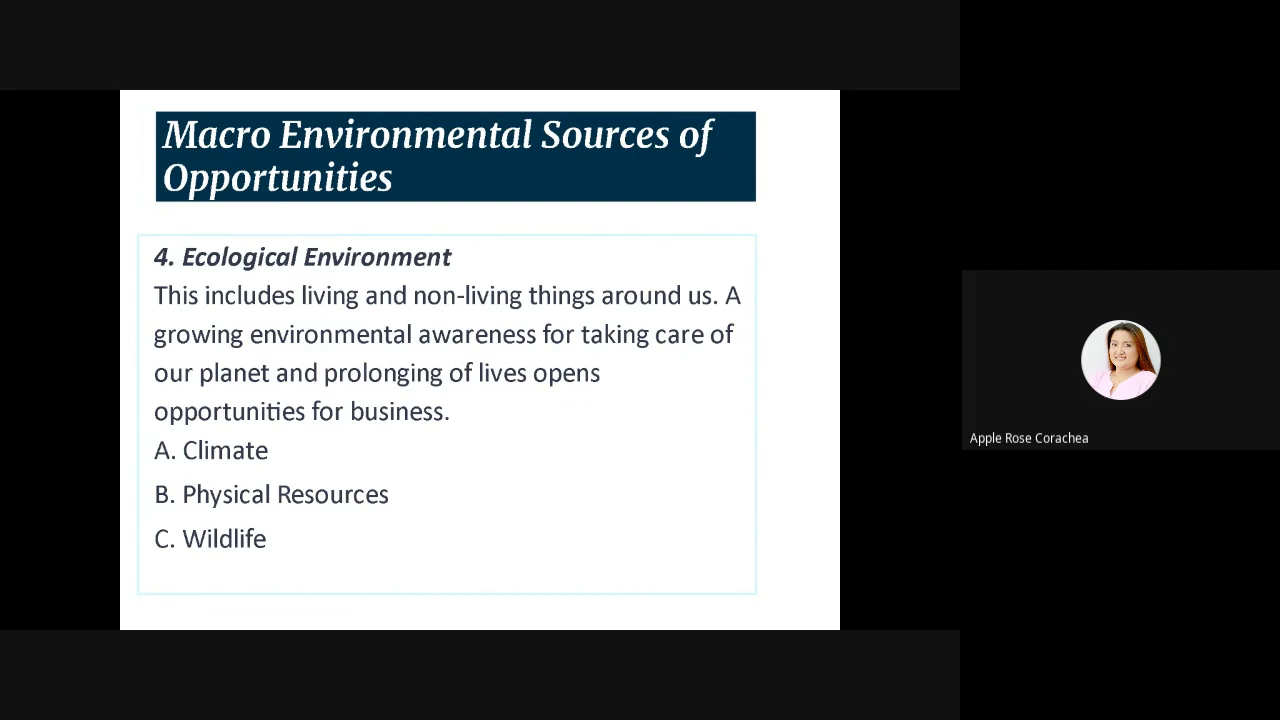 Macro Environmental Sources of
Opportunities
4. Ecological Environment
This includes living and non-living things around us. A
growing environmental awareness for taking care of
our planet and prolonging of lives opens
opportunities for business.
A. Climate
B. Physical Resources
C. Wildlife
Apple Rose Corachea